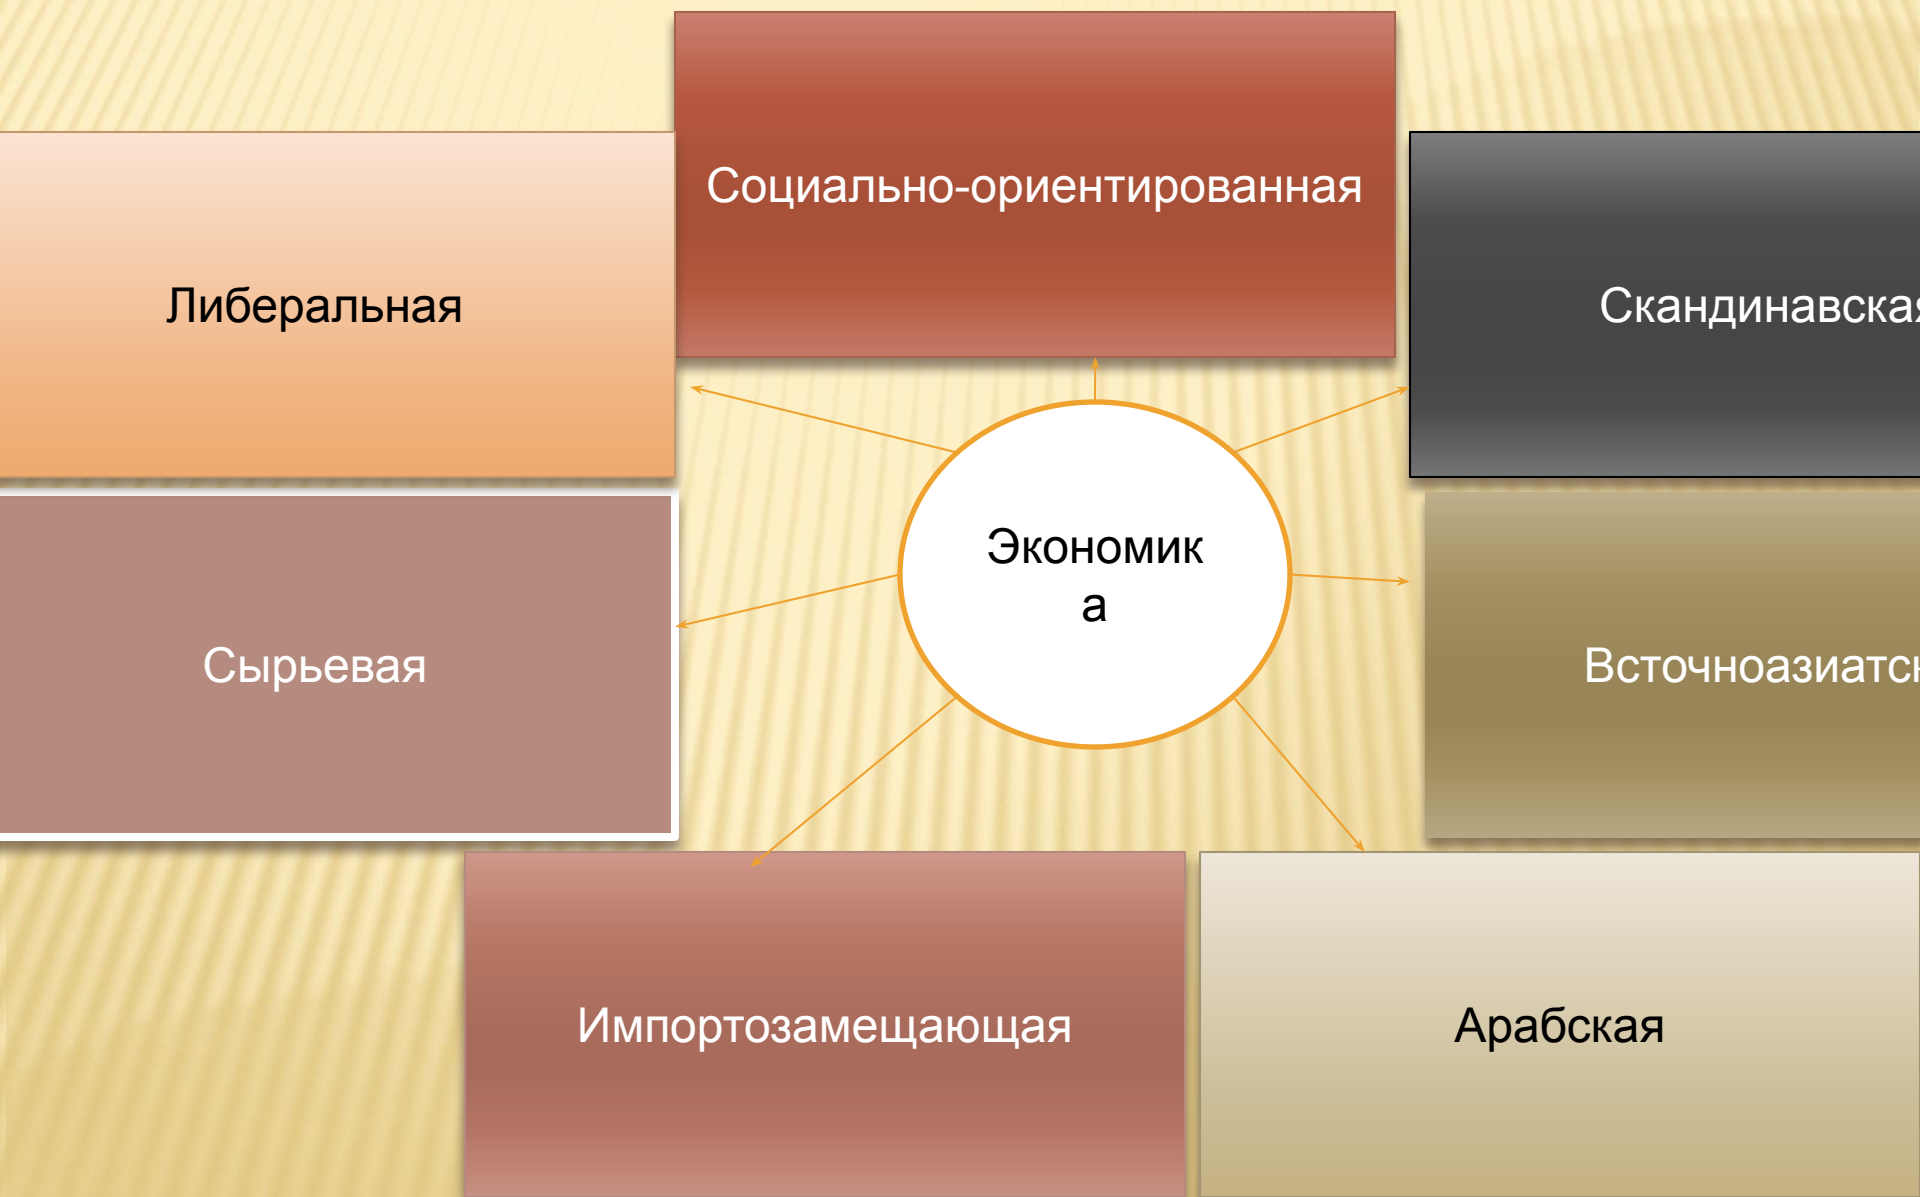 Социально-ориентированная
Либеральная
Скандинавска
Экономик
а
Сырьевая
Всточноазиатс
Импортозамещающая
Арабская